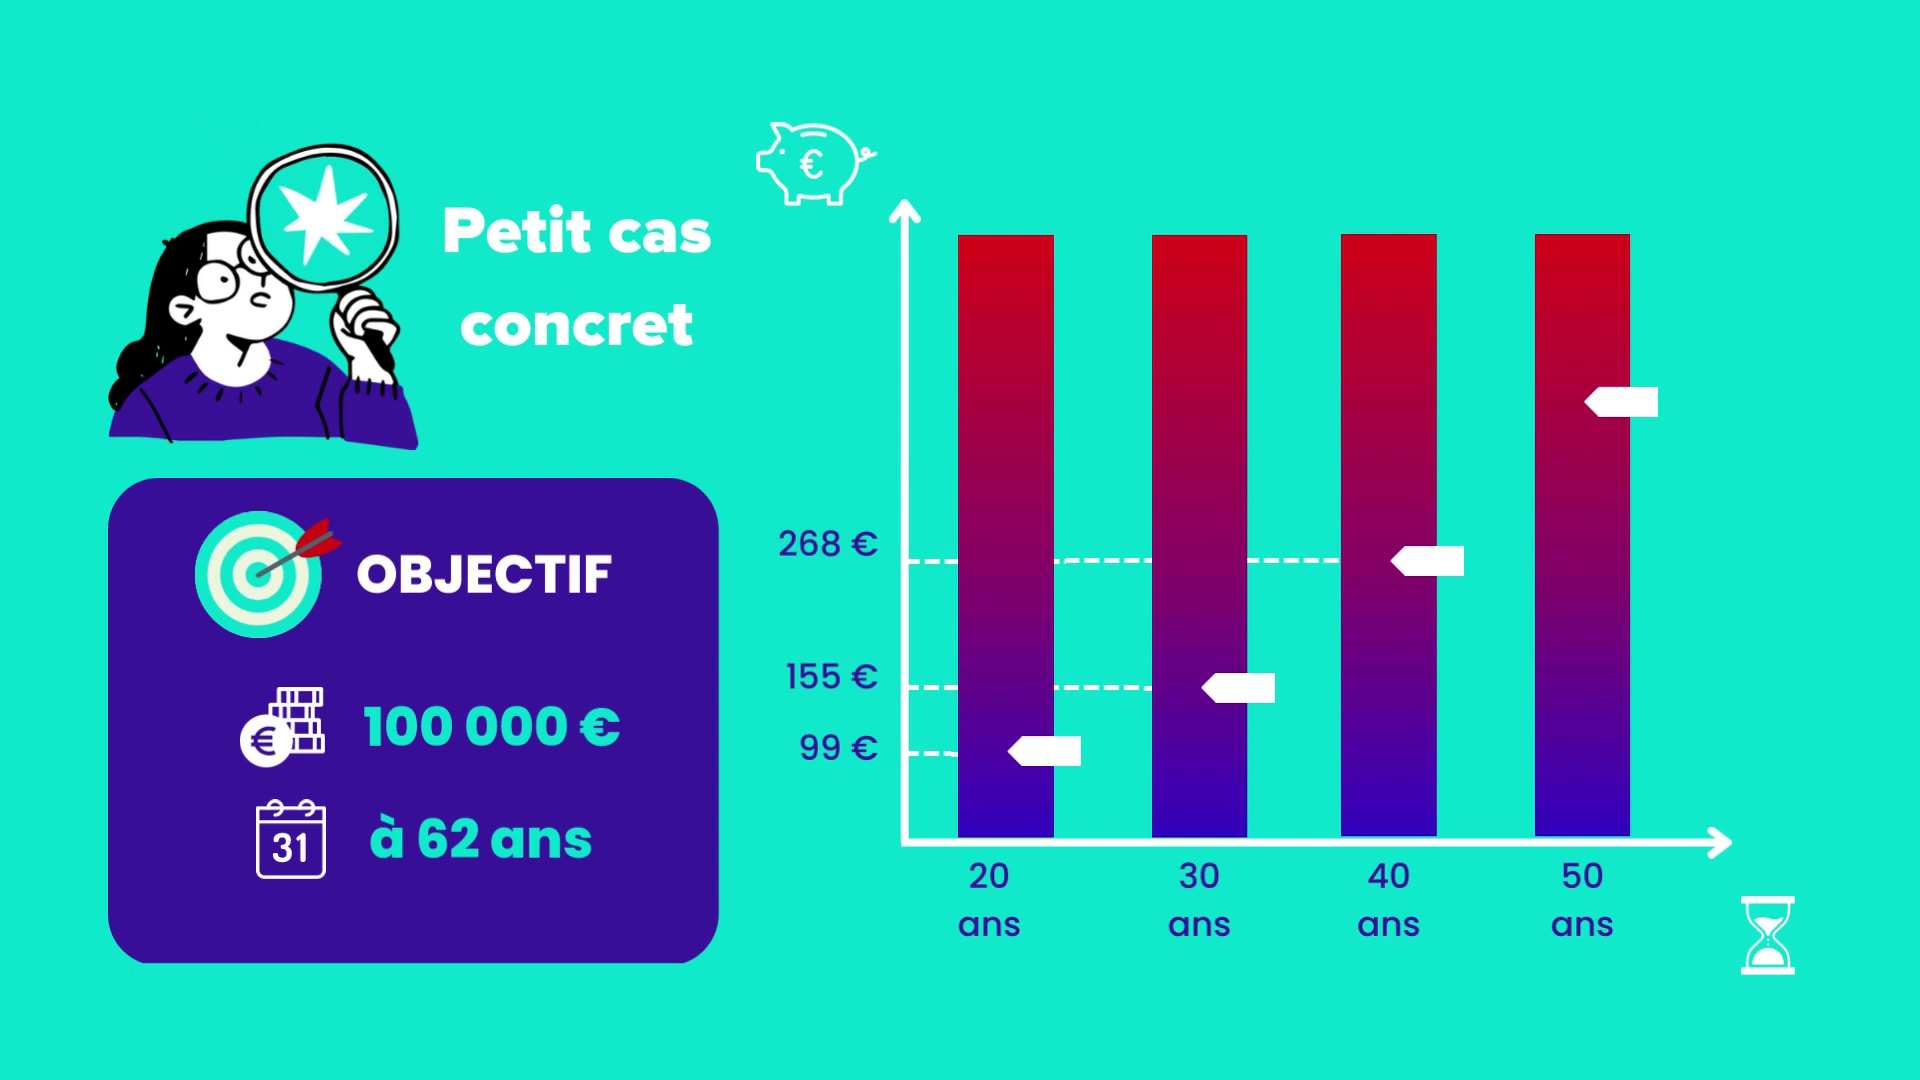 Petit cas
concret
OBJECTIF
€
100 000 €
31
à 62 ans
€
268 €
155 €
99 €
20
ans
30
ans
40
ans
50
ans